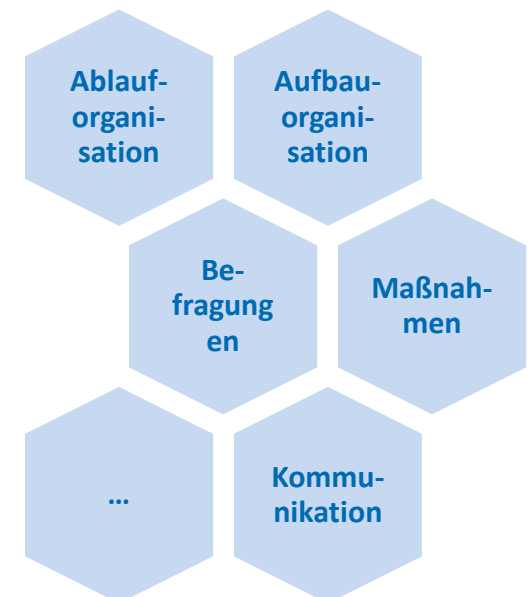 Ablauf-
organi-
sation
Aufbau-
organi-
sation
Be-
fragung
en
Maßnah-
men
...
Kommu-
nikation